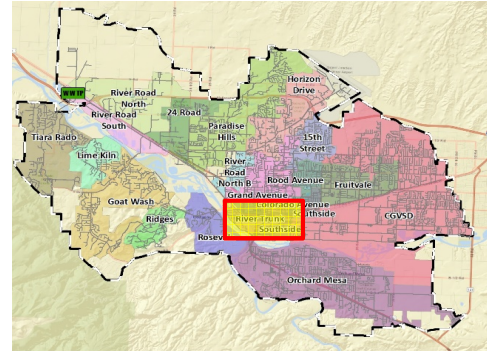 Horizon
Drive
WWTP
River Road
North
24 Road
River Road
South
Paradise
Hills
15th
Street
Tiara Rado
Lime Kiln
River
Road
North B
Rood Avenue
Fruitvale
Grand Avenue
Goat Wash
Colorado Avenue
Southside
CGVSD
Ridges
River Trunk
Southside
Orchard Mesa